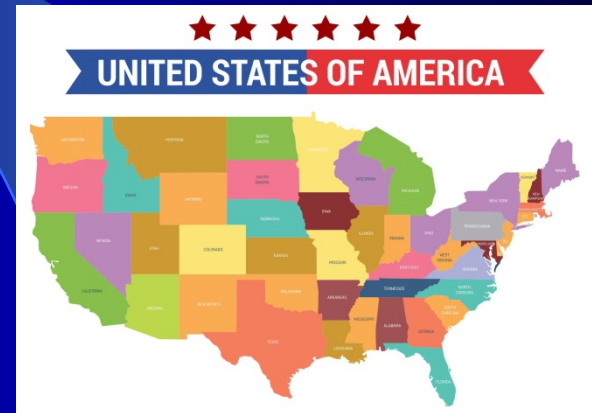 UNITED STATES OF AMERICA
WASHINGTON
MONTANA
NORTH
DAKOTA
MINNESOTA
MAINE
OREGON
IDAHO
SOUTH
DAKOTA
WISCONSIN
MICHIGAN
VERMONT
NEW YORK
WYOMING
NEBRASKA
IOWA
PENNSYLVANIA
NEVADA
UTAH
COLORADO
KANSAS
MISSOURI
ILLINOIS
INDIANA
OHIO
WEST
VIRGINIA
VIRGINIA
KENTUCKY
CALIFORNIA
ARIZONA
NEW MEXICO
OKLAHOMA
ARKANSAS
TENNESSEE
NORTH
CAROLINA
SOUTH
CAROLINA
TEXAS
LOUISIANA
MISSISSIPPI
ALABAMA
GEORGIA
FLORIDA